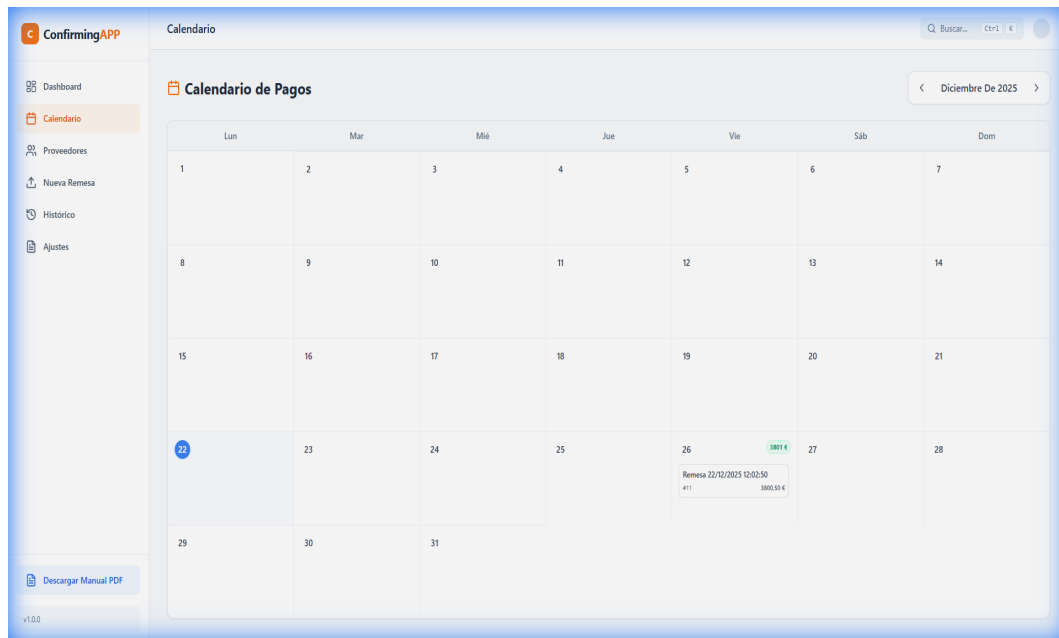 C ConfirmingAPP
Calendario
Buscar... Ctrl K
Dashboard
Calendario
Proveedores
Nueva Remesa
Histórico
Ajustes
Descargar Manual PDF
v1.0.0
Calendario de Pagos
Diciembre De 2025
Lun Mar Mié Jue Vie Sáb Dom
1 2 3 4 5 6 7
8 9 10 11 12 13 14
15 16 17 18 19 20 21
22 23 24 25 26 3801 € 27 28
Remesa 22/12/2025 12:02:50
#11 3800,50 €
29 30 31